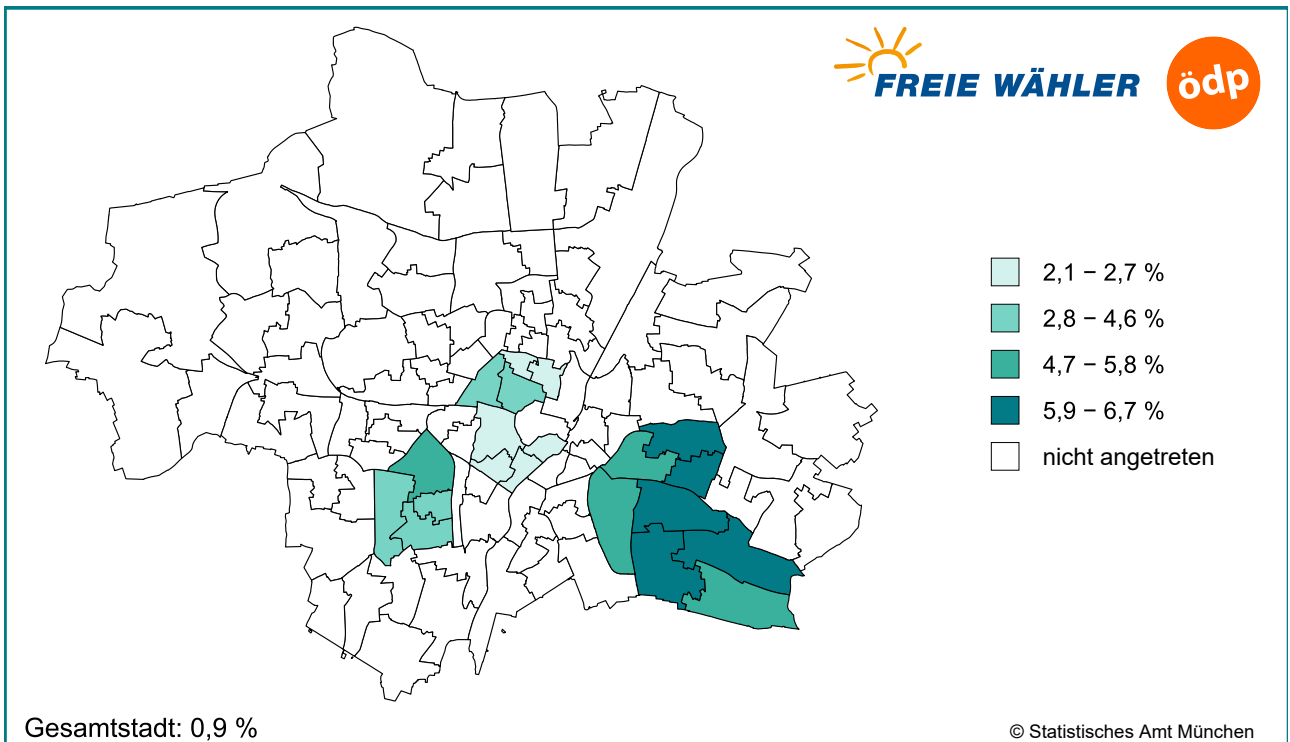 FREIE WÄHLER
ödp
2,1 – 2,7 %
2,8 – 4,6 %
4,7 – 5,8 %
5,9 – 6,7 %
nicht angetreten
Gesamtstadt: 0,9 %
© Statistisches Amt München